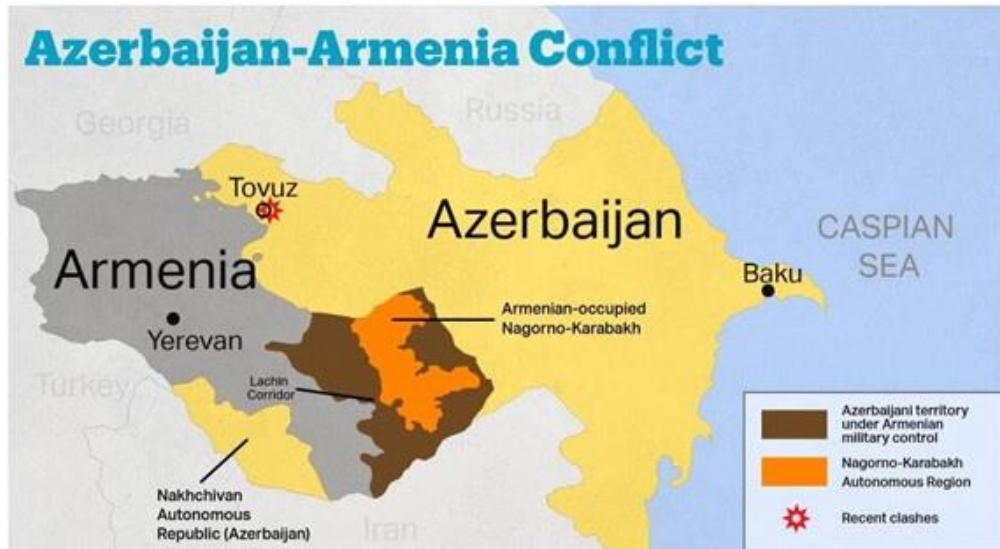 Azerbaijan-Armenia Conflict
Georgia
Russia
Tovuz
Azerbaijan
CASPIAN
SEA
Armenia
Baku
Armenian-occupied
Nagorno-Karabakh
Yerevan
Turkey
Lachin
Corridor
Nakhchivan
Autonomous
Republic (Azerbaijan)
Iran
Azerbaijani territory
under Armenian
military control
Nagorno-Karabakh
Autonomous Region
Recent clashes